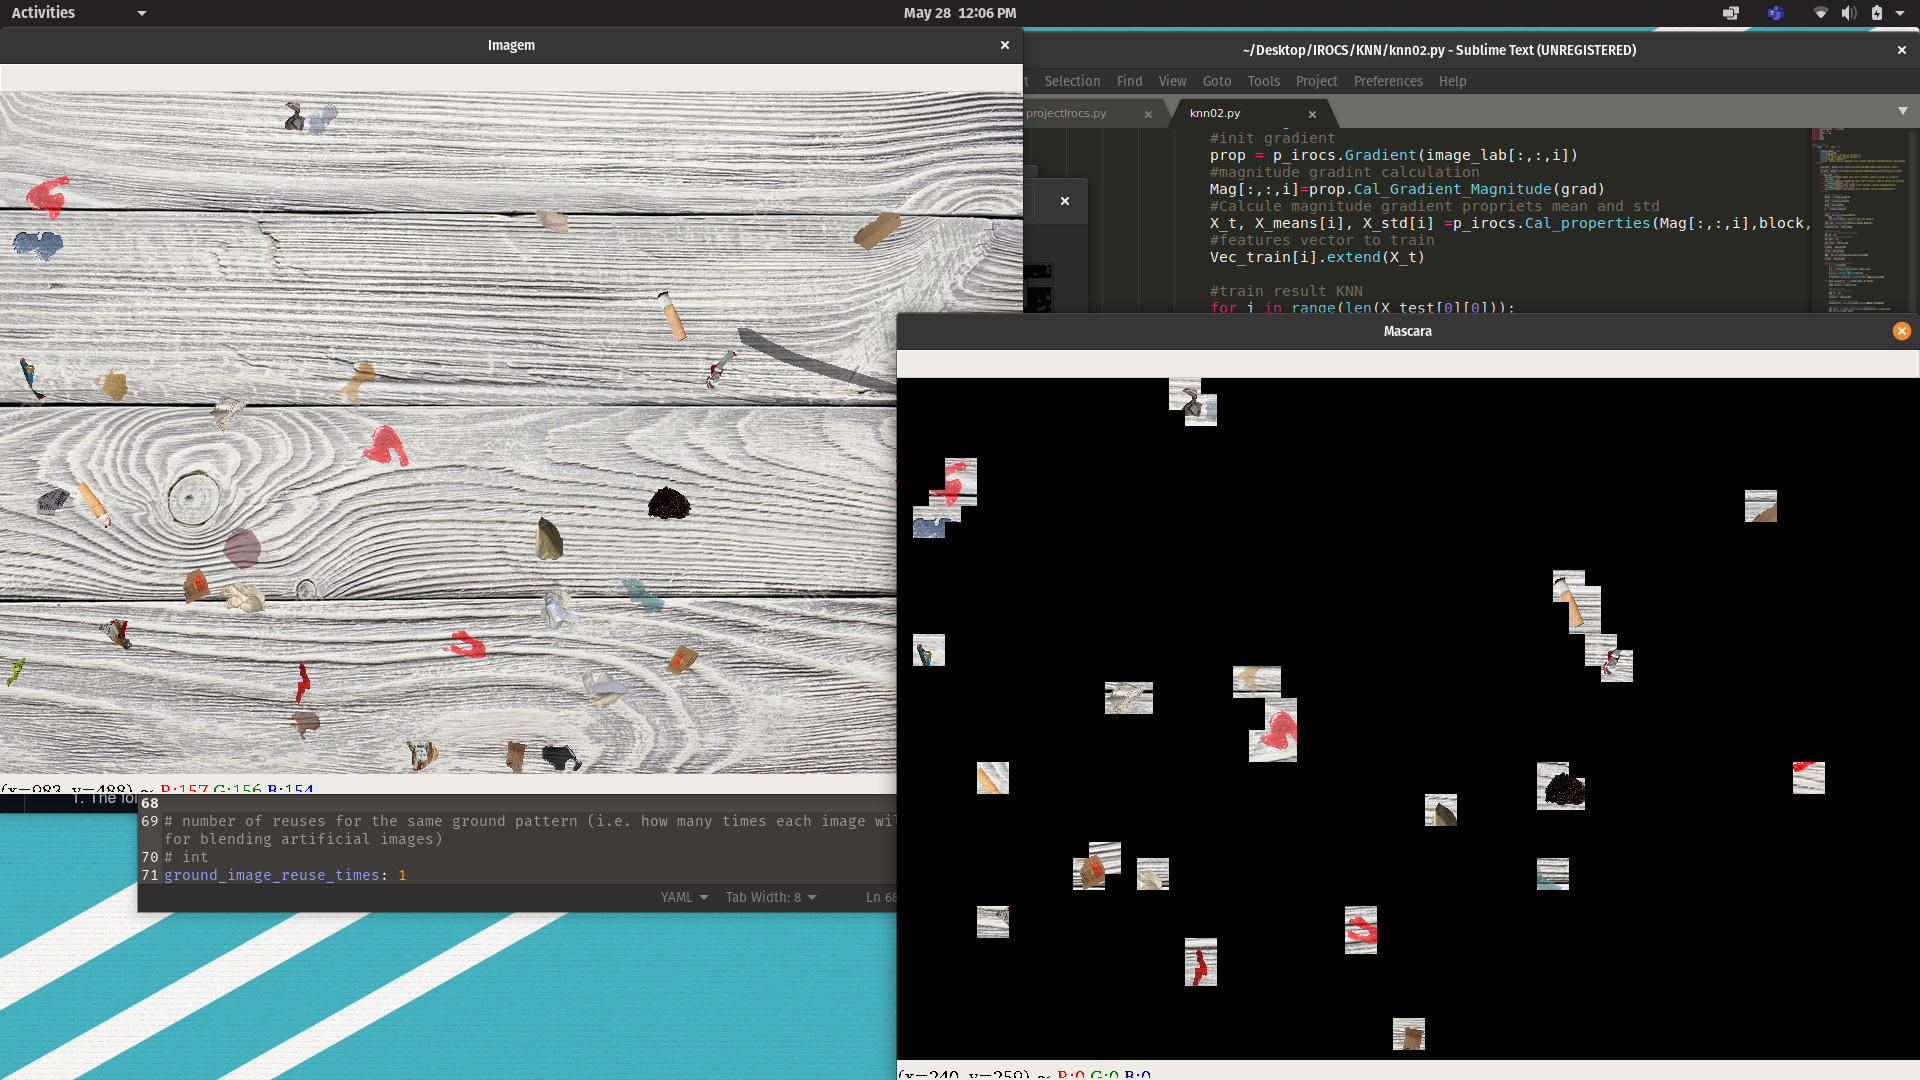 Activities
May 28 12:06 PM
Imagem
~/Desktop/IROCS/KNN/knn02.py - Sublime Text (UNREGISTERED)
Selection Find View Goto Tools Project Preferences Help
projectIrocs.py
knn02.py
#init gradient
prop = p_irocs.Gradient(image_lab[:,:,i])
#magnitude gradint calculation
Mag[:,:,i]=prop.Cal_Gradient_Magnitude(grad)
#Calcule magnitude gradient propriets mean and std
X_t, X_means[i], X_std[i] =p_irocs.Cal_properties(Mag[:,:,i],block,
#features vector to train
Vec_train[i].extend(X_t)
#train result KNN
for i in range(len(X_test[0][0])):
Mascara
(x=983, y=488) ~ R:157 G:156 B:154
1. The
68
69 # number of reuses for the same ground pattern (i.e. how many times each image
for blending artificial images)
70 # int
71 ground_image_reuse_times: 1
YAML Tab Width: 8 Ln 68
(x=240, y=259) ~ R:0 G:0 B:0